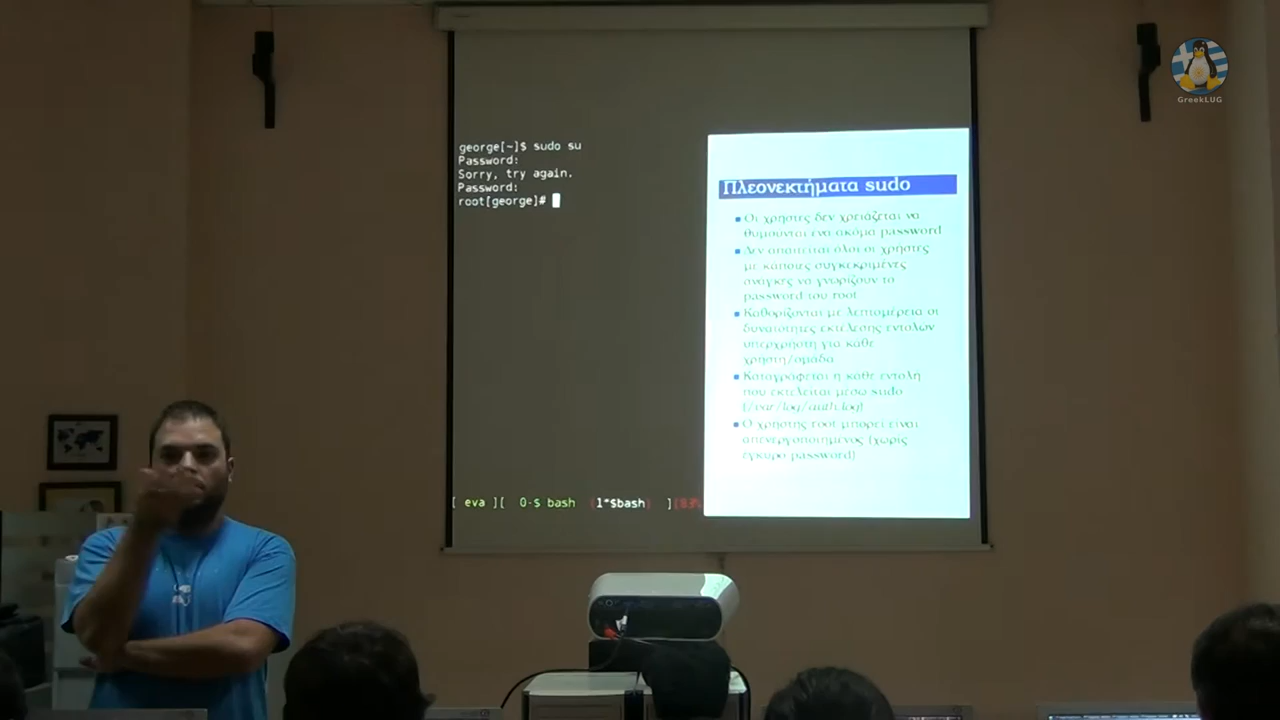 GreekLUG
george[~]$ sudo su
Password:
Sorry, try again.
Password:
root[george]#
[ eva ][ 0-$ bash (1*$bash) ][83%
Πλεονεκτήματα sudo
Οι χρήστες δεν χρειάζεται να
θυμούνται ένα ακόμα password
Δεν απαιτείται όλοι οι χρήστες
με κάποιες συγκεκριμένες
ανάγκες να γνωρίζουν το
password του root
Καθορίζονται με λεπτομέρεια οι
δυνατότητες εκτέλεσης εντολών
υπερχρήστη για κάθε
χρήστη/ομάδα
Καταγράφεται η κάθε εντολή
που εκτελείται μέσω sudo
(/var/log/auth.log)
Ο χρήστης root μπορεί είναι
απενεργοποιημένος (χωρίς
έγκυρο password)